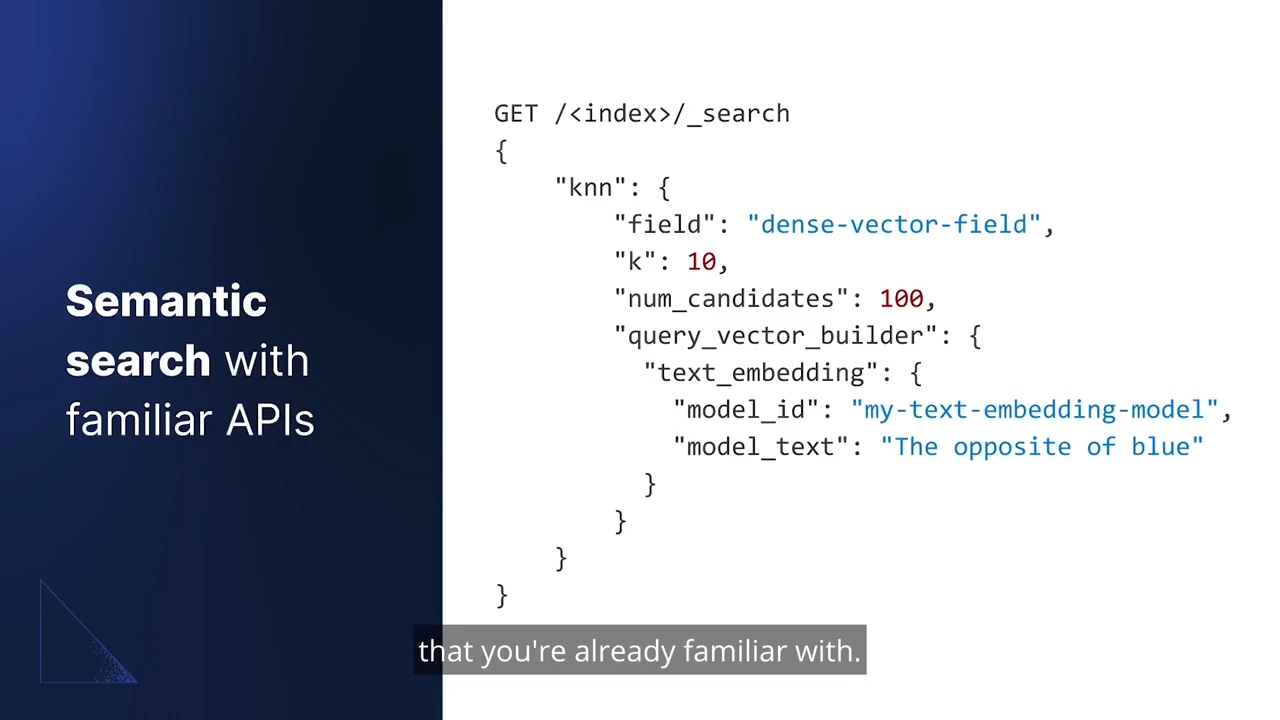 Semantic
search with
familiar APIs
GET /<index>/_search
{
"knn": {
"field": "dense-vector-field",
"k": 10,
"num_candidates": 100,
"query_vector_builder": {
"text_embedding": {
"model_id": "my-text-embedding-model",
"model_text": "The opposite of blue"
}
}
}
}
that you're already familiar with.